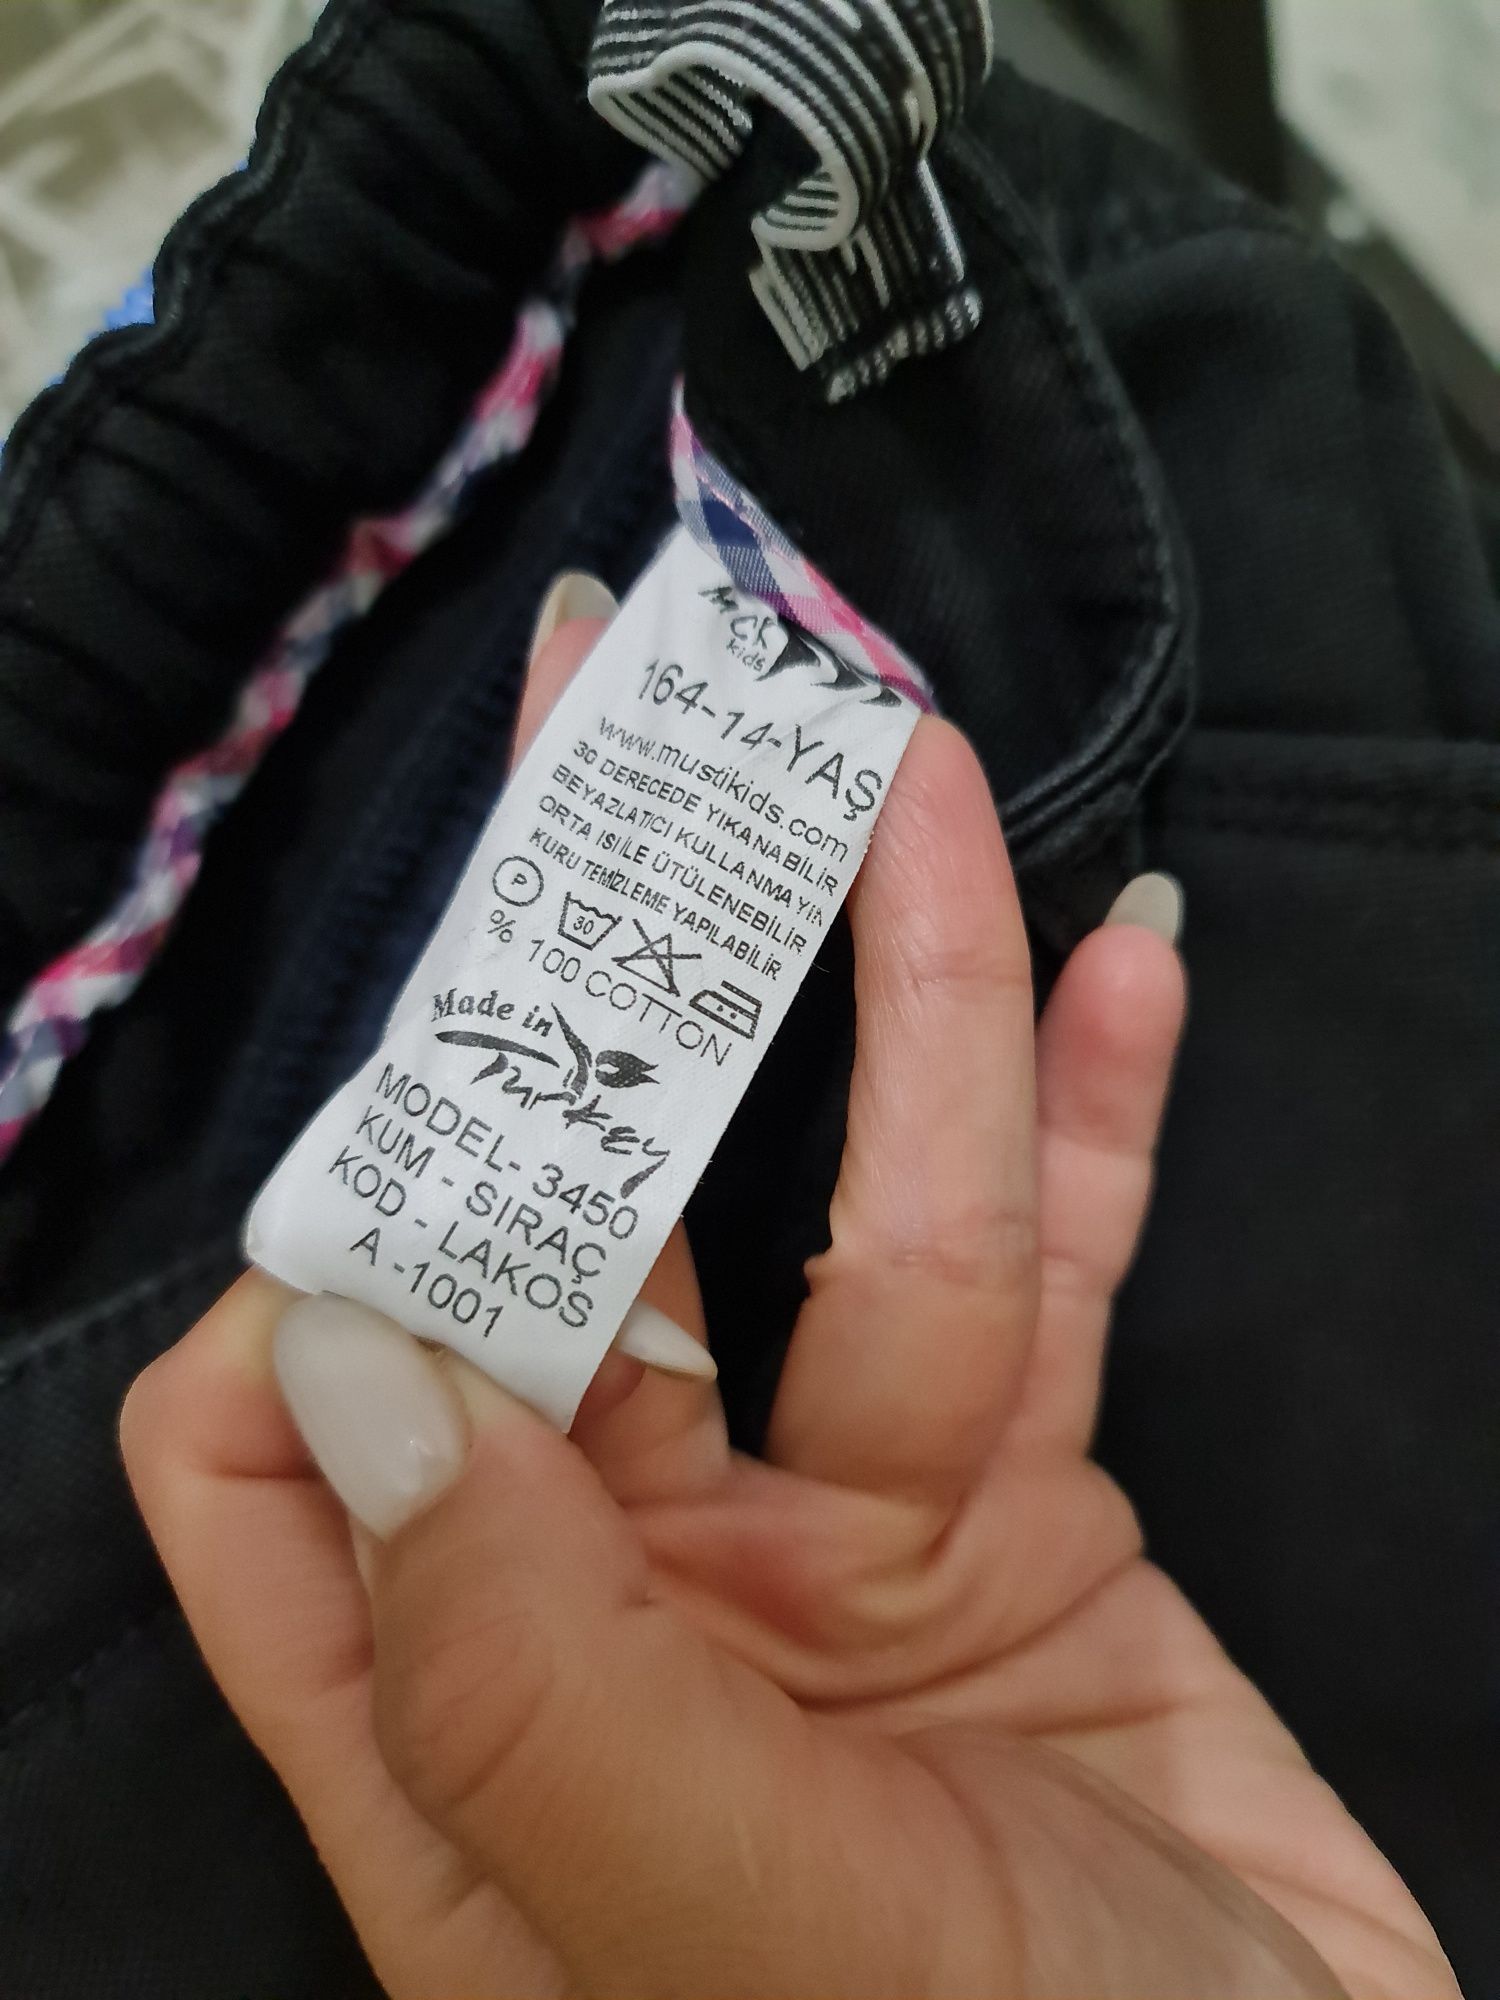 MCK
kids
164-14-YAŞ
www.mustikids.com
30 DERECEDE YIKANABİLİR
BEYAZLATICI KULLANMAYIN
ORTA ISI İLE ÜTÜLENEBİLİR
KURU TEMİZLEME YAPILABİLİR
P 30
% 100 COTTON
Made in
Turkey
MODEL- 3450
KUM - SIRAÇ
KOD - LAKOS
A -1001